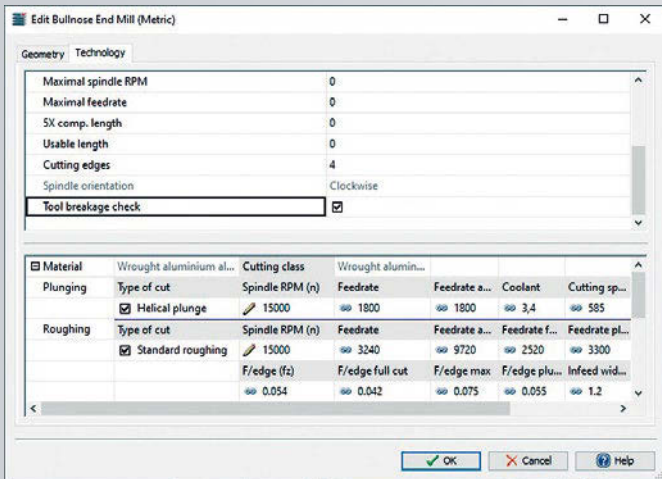 Edit Bullnose End Mill (Metric)
Geometry Technology
Maximal spindle RPM 0
Maximal feedrate 0
5X comp. length 0
Usable length 0
Cutting edges 4
Spindle orientation Clockwise
Tool breakage check
Material Wrought aluminium al... Cutting class Wrought alumin...
Plunging Type of cut Spindle RPM (n) Feedrate Feedrate a... Coolant Cutting sp...
Helical plunge 15000 1800 1800 3,4 585
Roughing Type of cut Spindle RPM (n) Feedrate Feedrate a... Feedrate f... Feedrate pl...
Standard roughing 15000 3240 9720 2520 3300
F/edge (fz) F/edge full cut F/edge max F/edge plu... Infeed wid...
0.054 0.042 0.075 0.055 1.2
OK Cancel Help